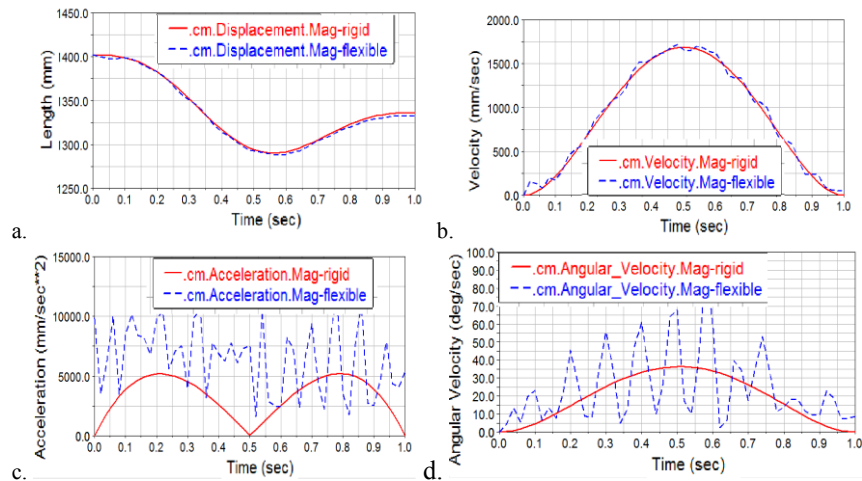 .cm.Displacement.Mag-rigid
.cm.Displacement.Mag-flexible
Length (mm)
1450.0
1400.0
1350.0
1300.0
1250.0
0.0 0.1 0.2 0.3 0.4 0.5 0.6 0.7 0.8 0.9 1.0
Time (sec)
a.
.cm.Velocity.Mag-rigid
.cm.Velocity.Mag-flexible
Velocity (mm/sec)
2000.0
1500.0
1000.0
500.0
0.0
0.0 0.1 0.2 0.3 0.4 0.5 0.6 0.7 0.8 0.9 1.0
Time (sec)
b.
.cm.Acceleration.Mag-rigid
.cm.Acceleration.Mag-flexible
Acceleration (mm/sec**2)
15000.0
10000.0
5000.0
0.0
0.0 0.1 0.2 0.3 0.4 0.5 0.6 0.7 0.8 0.9 1.0
Time (sec)
c.
.cm.Angular_Velocity.Mag-rigid
.cm.Angular_Velocity.Mag-flexible
Angular Velocity (deg/sec)
100.0
90.0
80.0
70.0
60.0
50.0
40.0
30.0
20.0
10.0
0.0
0.0 0.1 0.2 0.3 0.4 0.5 0.6 0.7 0.8 0.9 1.0
Time (sec)
d.